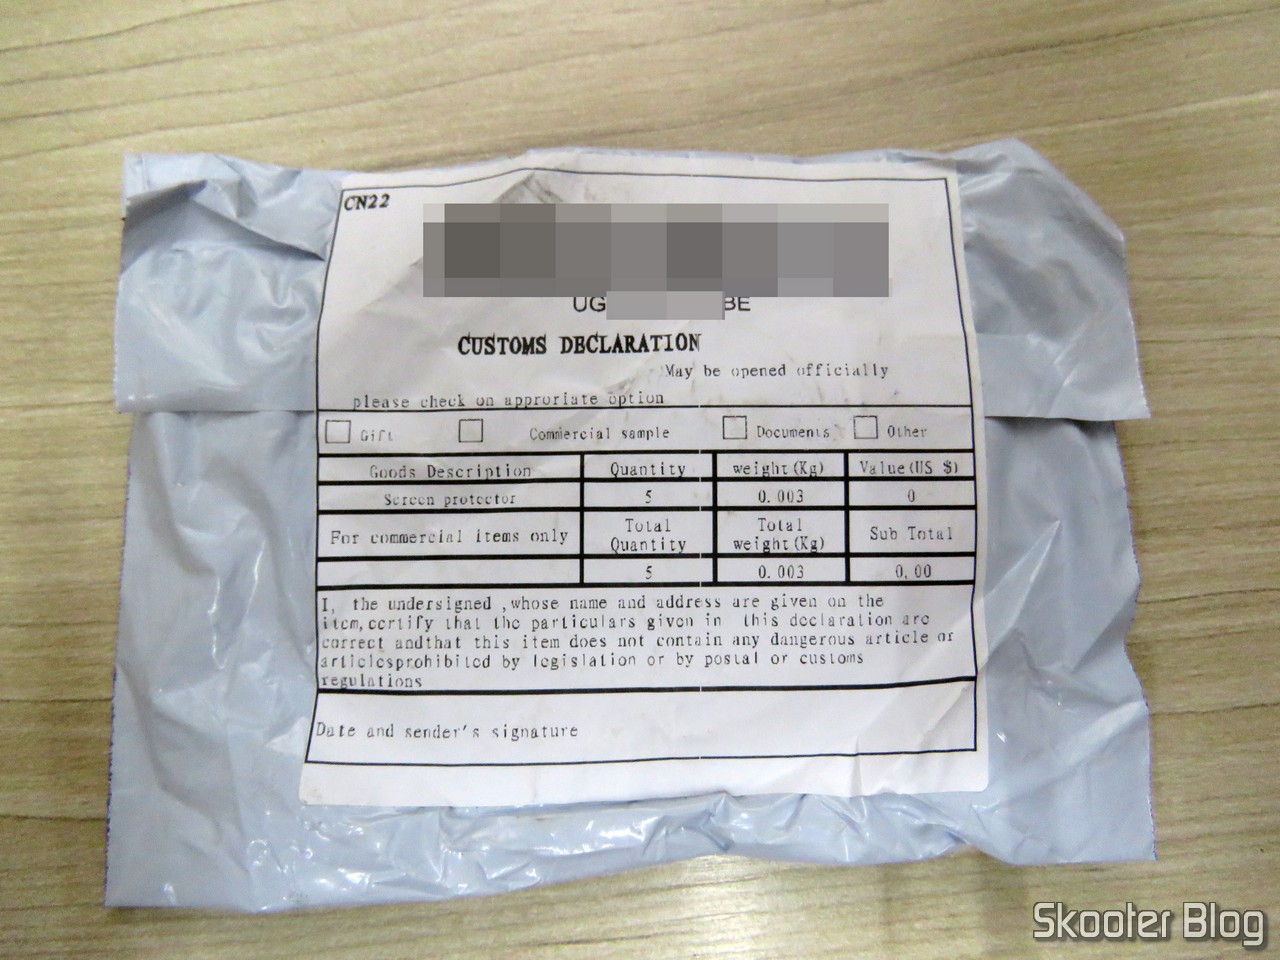 CN22
UG BE
CUSTOMS DECLARATION
May be opened officially
please check on approriate option
Gift Commercial sample Documents Other
Goods Description Quantity weight(Kg) Value(US $)
Screen protector 5 0.003 0
For commercial items only Total Quantity Total weight(Kg) Sub Total
5 0.003 0.00
I, the undersigned ,whose name and address are given on the
item,certify that the particulars given in this declaration are
correct andthat this item does not contain any dangerous article or
articlesprohibited by legislation or by postal or customs
regulations
Date and sender's signature
Skooter Blog